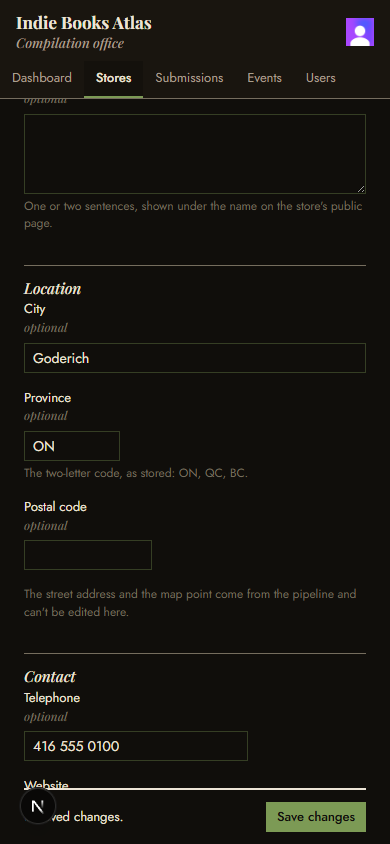 Indie Books Atlas
Compilation office
Dashboard
Stores
Submissions
Events
Users
optional
One or two sentences, shown under the name on the store's public
page.
Location
City
optional
Goderich
Province
optional
ON
The two-letter code, as stored: ON, QC, BC.
Postal code
optional
The street address and the map point come from the pipeline and
can't be edited here.
Contact
Telephone
optional
416 555 0100
Website
N
changes.
Save changes